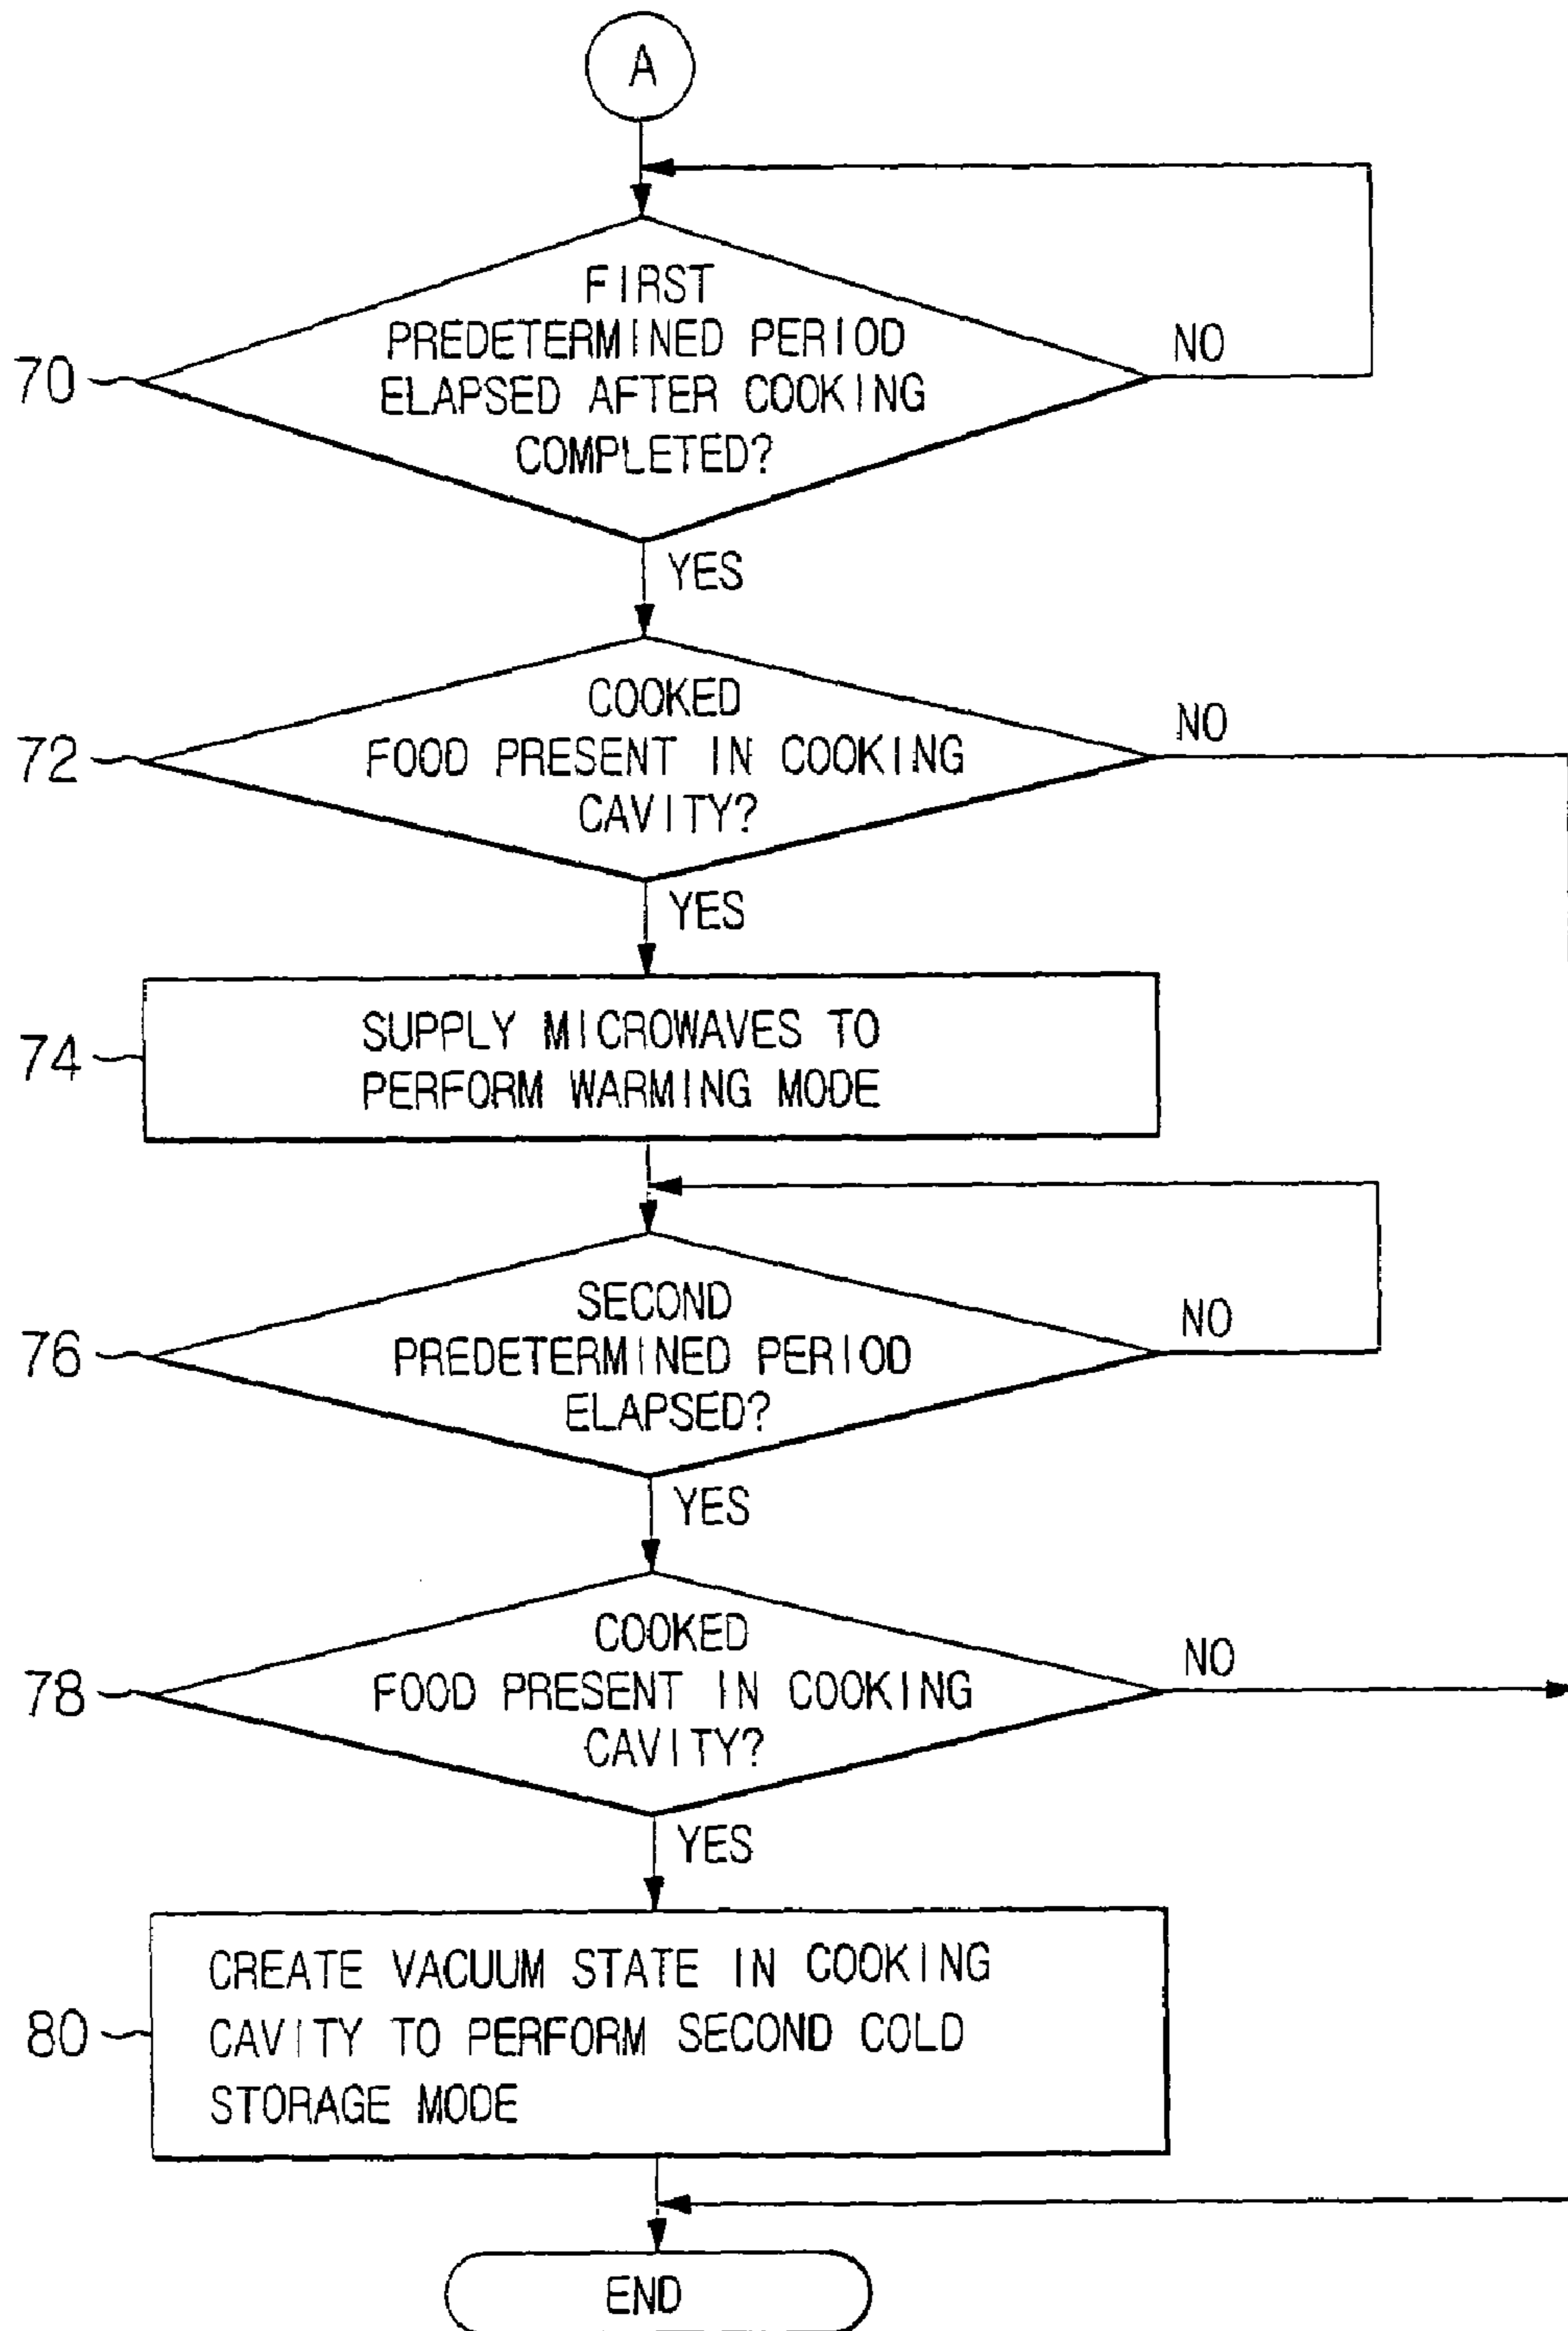 A
FIRST
PREDETERMINED PERIOD
ELAPSED AFTER COOKING
COMPLETED?
70
NO
YES
COOKED
FOOD PRESENT IN COOKING
CAVITY?
72
NO
YES
SUPPLY MICROWAVES TO
PERFORM WARMING MODE
74
SECOND
PREDETERMINED PERIOD
ELAPSED?
76
NO
YES
COOKED
FOOD PRESENT IN COOKING
CAVITY?
78
NO
YES
CREATE VACUUM STATE IN COOKING
CAVITY TO PERFORM SECOND COLD
STORAGE MODE
80
END